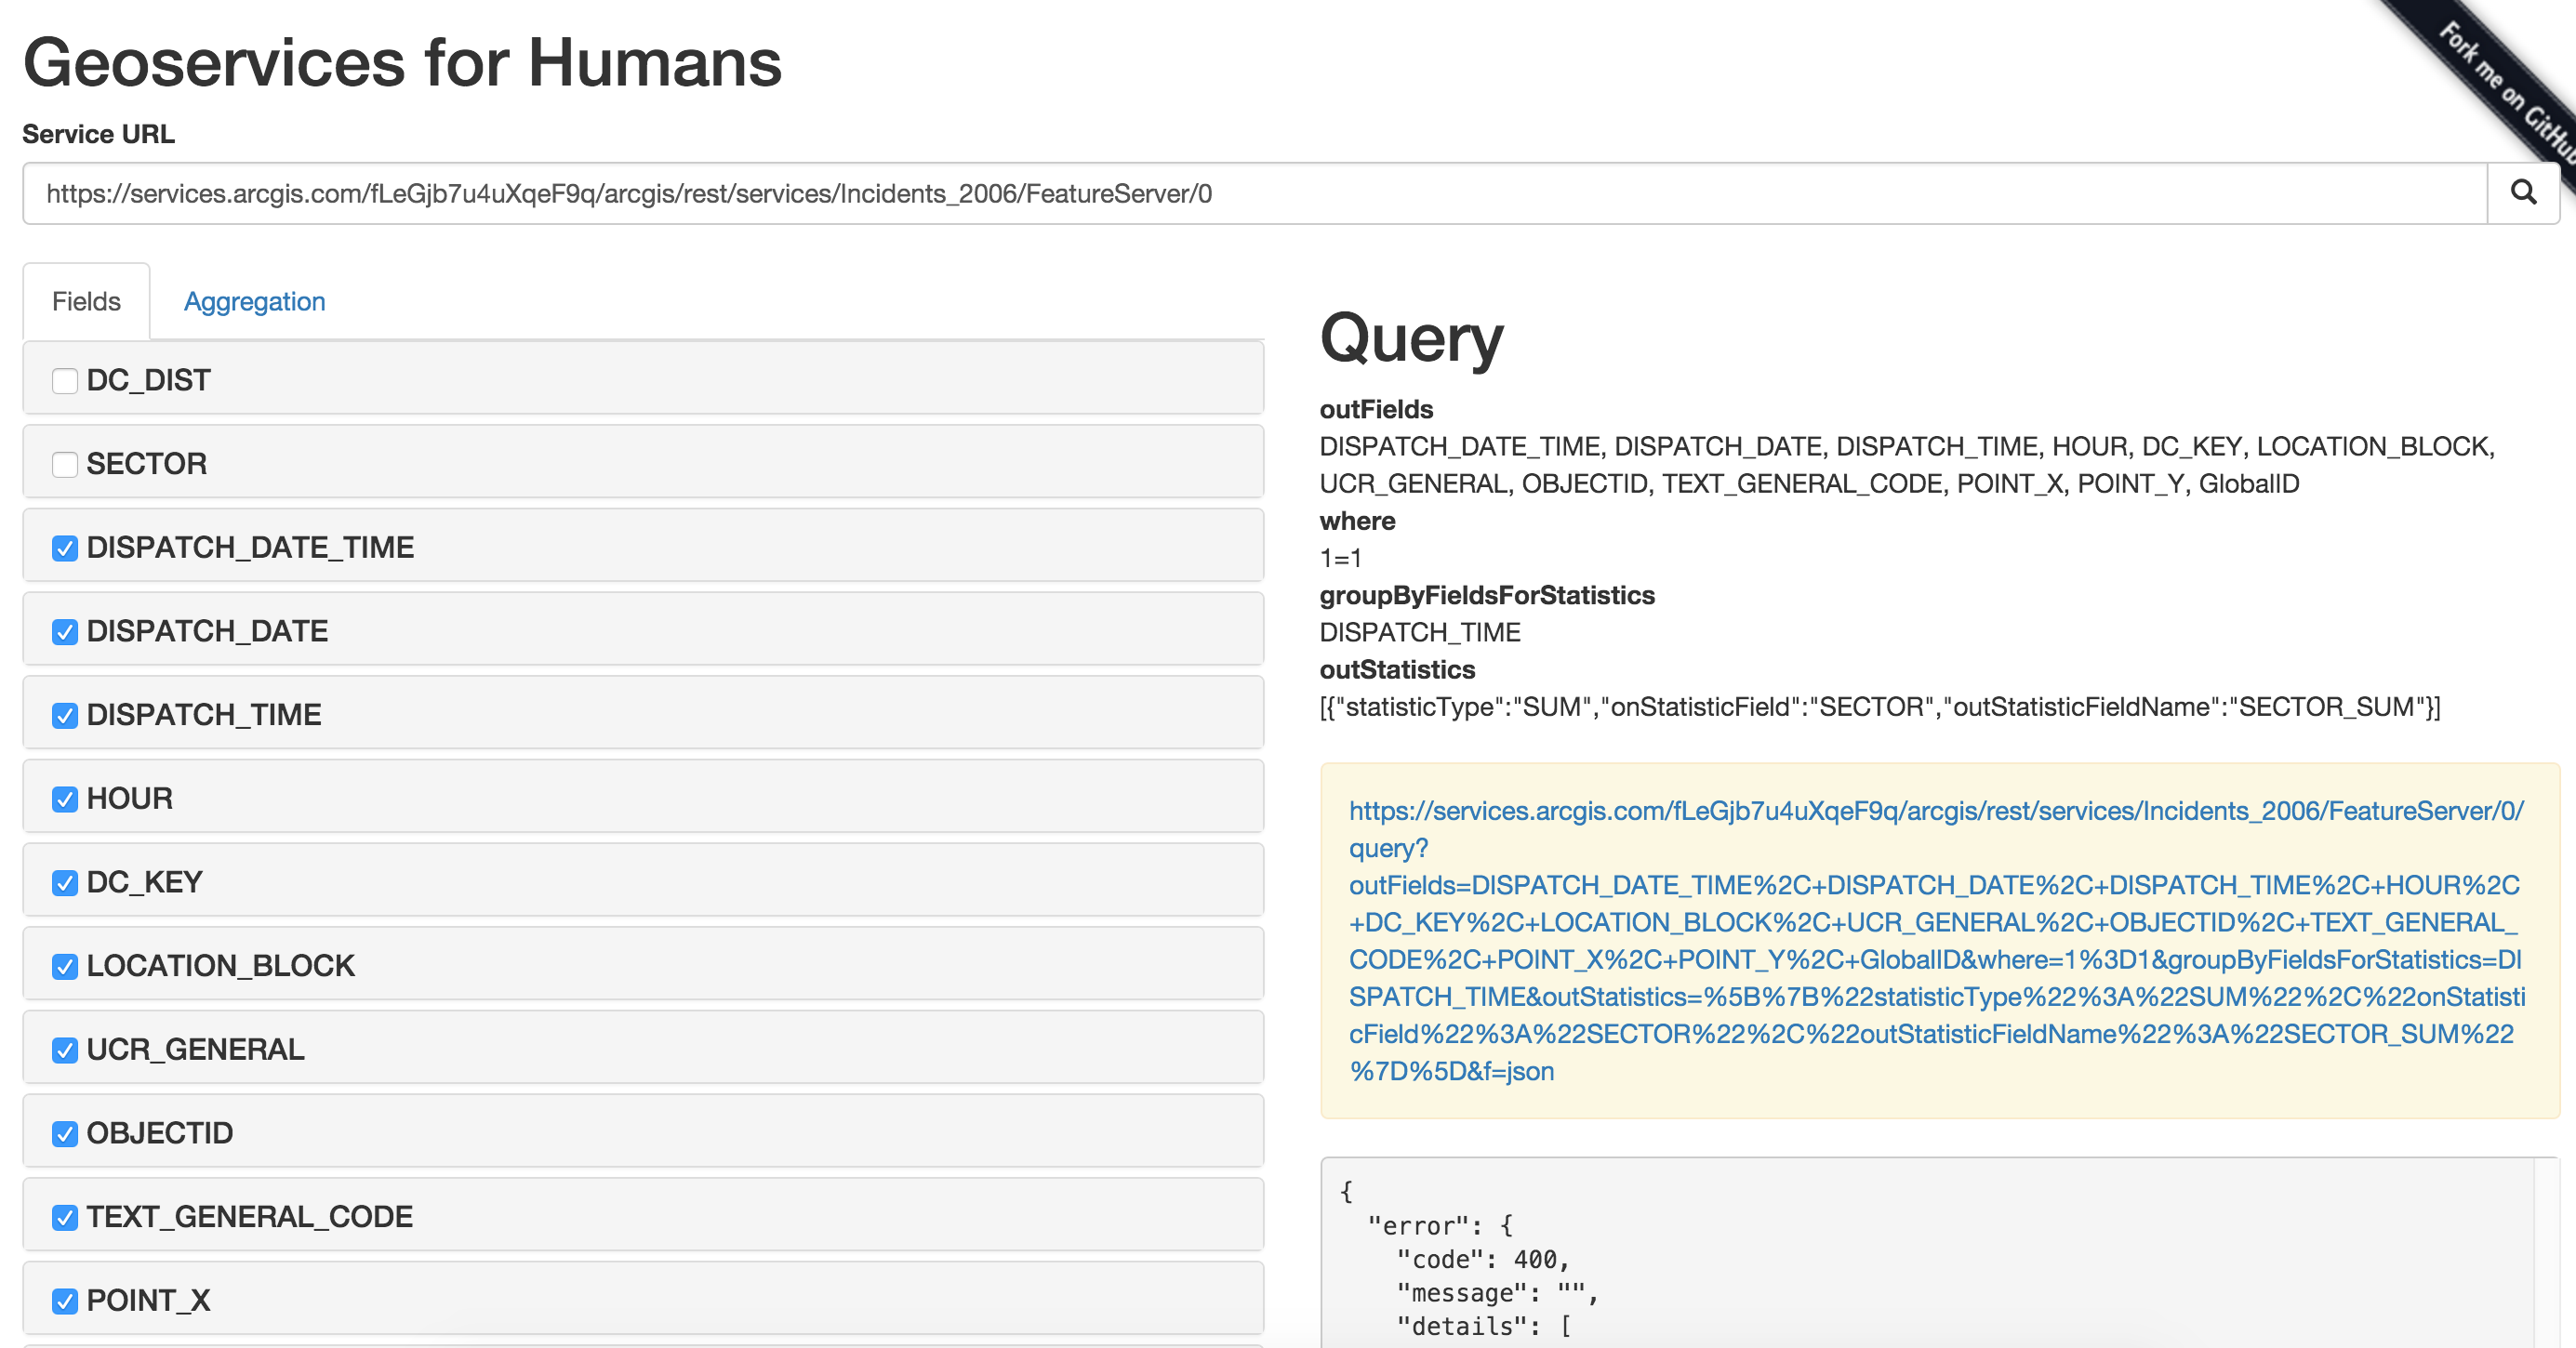 Geoservices for Humans
Fork me on GitHub
Service URL
https://services.arcgis.com/fLeGjb7u4uXqeF9q/arcgis/rest/services/Incidents_2006/FeatureServer/0
Fields
Aggregation
DC_DIST
SECTOR
DISPATCH_DATE_TIME
DISPATCH_DATE
DISPATCH_TIME
HOUR
DC_KEY
LOCATION_BLOCK
UCR_GENERAL
OBJECTID
TEXT_GENERAL_CODE
POINT_X
Query
outFields
DISPATCH_DATE_TIME, DISPATCH_DATE, DISPATCH_TIME, HOUR, DC_KEY, LOCATION_BLOCK,
UCR_GENERAL, OBJECTID, TEXT_GENERAL_CODE, POINT_X, POINT_Y, GlobalID
where
1=1
groupByFieldsForStatistics
DISPATCH_TIME
outStatistics
[{"statisticType":"SUM","onStatisticField":"SECTOR","outStatisticFieldName":"SECTOR_SUM"}]
https://services.arcgis.com/fLeGjb7u4uXqeF9q/arcgis/rest/services/Incidents_2006/FeatureServer/0/
query?
outFields=DISPATCH_DATE_TIME%2C+DISPATCH_DATE%2C+DISPATCH_TIME%2C+HOUR%2C
+DC_KEY%2C+LOCATION_BLOCK%2C+UCR_GENERAL%2C+OBJECTID%2C+TEXT_GENERAL_
CODE%2C+POINT_X%2C+POINT_Y%2C+GlobalID&where=1%3D1&groupByFieldsForStatistics=DI
SPATCH_TIME&outStatistics=%5B%7B%22statisticType%22%3A%22SUM%22%2C%22onStatisti
cField%22%3A%22SECTOR%22%2C%22outStatisticFieldName%22%3A%22SECTOR_SUM%22
%7D%5D&f=json
{
"error": {
"code": 400,
"message": "",
"details": [